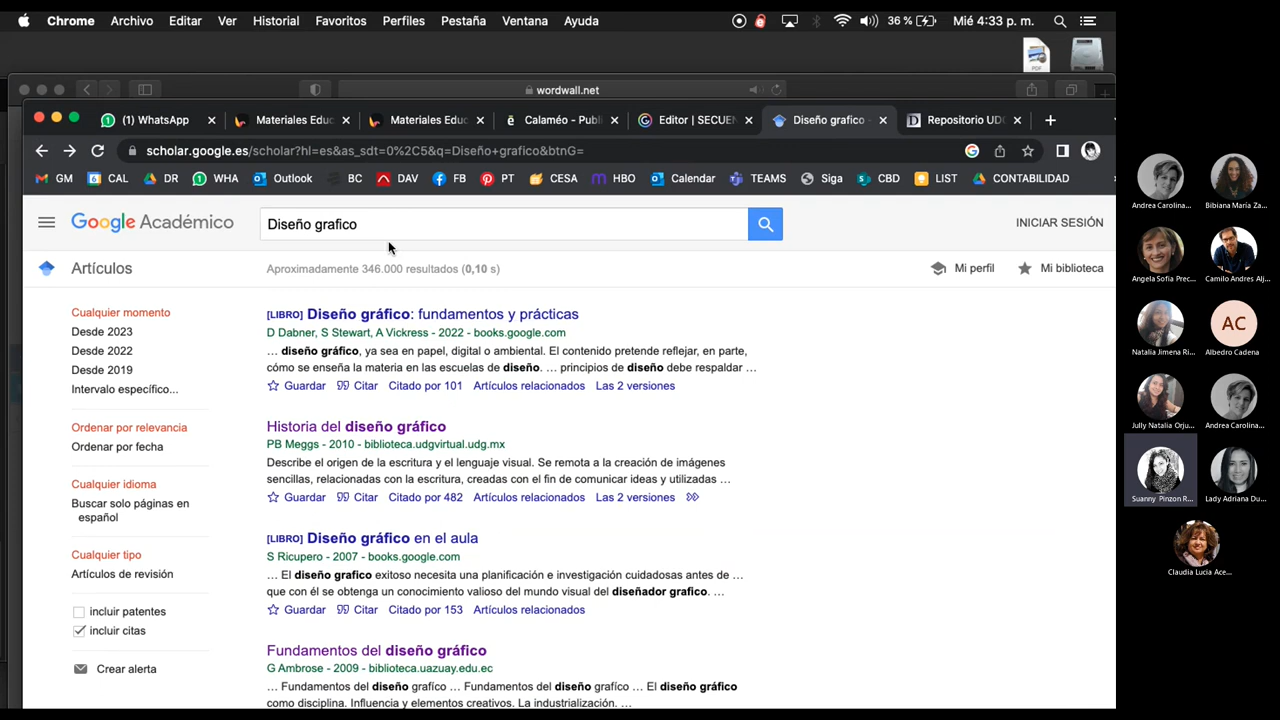 Chrome Archivo Editar Ver Historial Favoritos Perfiles Pestaña Ventana Ayuda 36 % Mié 4:33 p. m.
PDF
wordwall.net
(1) WhatsApp Materiales Educ Materiales Educ Calaméo - Publ Editor | SECUEN Diseño grafico - Repositorio UDC
scholar.google.es/scholar?hl=es&as_sdt=0%2C5&q=Diseño+grafico&btnG=
GM CAL DR WHA Outlook BC DAV FB PT CESA HBO Calendar TEAMS Siga CBD LIST CONTABILIDAD
Google Académico
Diseño grafico
INICIAR SESIÓN
Artículos
Aproximadamente 346.000 resultados (0,10 s)
Mi perfil Mi biblioteca
Cualquier momento
Desde 2023
Desde 2022
Desde 2019
Intervalo específico...
Ordenar por relevancia
Ordenar por fecha
Cualquier idioma
Buscar solo páginas en
español
Cualquier tipo
Artículos de revisión
incluir patentes
incluir citas
Crear alerta
[LIBRO] Diseño gráfico: fundamentos y prácticas
D Dabner, S Stewart, A Vickress - 2022 - books.google.com
… diseño gráfico, ya sea en papel, digital o ambiental. El contenido pretende reflejar, en parte,
cómo se enseña la materia en las escuelas de diseño. … principios de diseño debe respaldar …
Guardar Citar Citado por 101 Artículos relacionados Las 2 versiones
Historia del diseño gráfico
PB Meggs - 2010 - biblioteca.udgvirtual.udg.mx
Describe el origen de la escritura y el lenguaje visual. Se remota a la creación de imágenes
sencillas, relacionadas con la escritura, creadas con el fin de comunicar ideas y utilizadas …
Guardar Citar Citado por 482 Artículos relacionados Las 2 versiones
[LIBRO] Diseño gráfico en el aula
S Ricupero - 2007 - books.google.com
… El diseño grafico exitoso necesita una planificación e investigación cuidadosas antes de …
que con él se obtenga un conocimiento valioso del mundo visual del diseñador grafico. …
Guardar Citar Citado por 153 Artículos relacionados
Fundamentos del diseño gráfico
G Ambrose - 2009 - biblioteca.uazuay.edu.ec
… Fundamentos del diseño grafíco … Fundamentos del diseño grafíco … El diseño gráfico
como disciplina. Influencia y elementos creativos. La industrialización. …
Andrea Carolina... Bibiana María Za...
Angela Sofia Prec... Camilo Andres Alj...
AC
Natalia Jimena Ri... Albedro Cadena
Jully Natalia Orju... Andrea Carolina...
Suanny Pinzon R... Lady Adriana Du...
Claudia Lucia Ace...